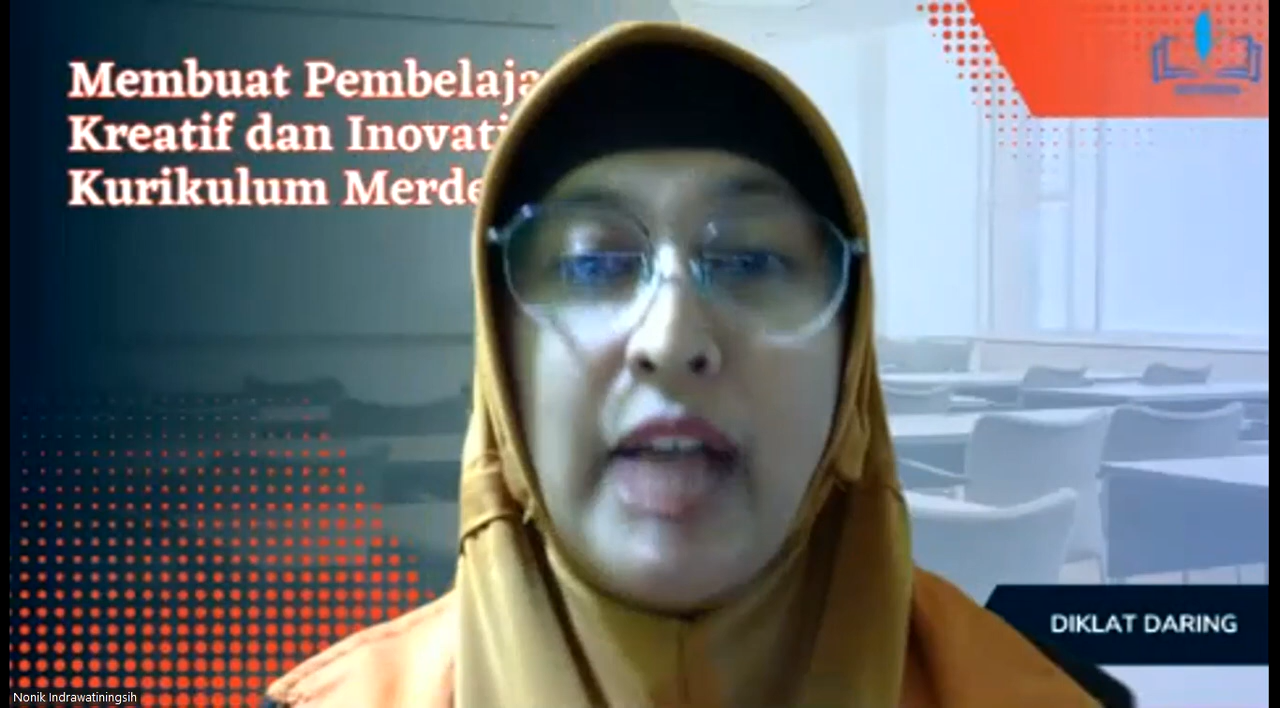 Membuat Pembelaja
Kreatif dan Inovati
Kurikulum Merde
DIKLAT DARING
Nonik Indrawatiningsih